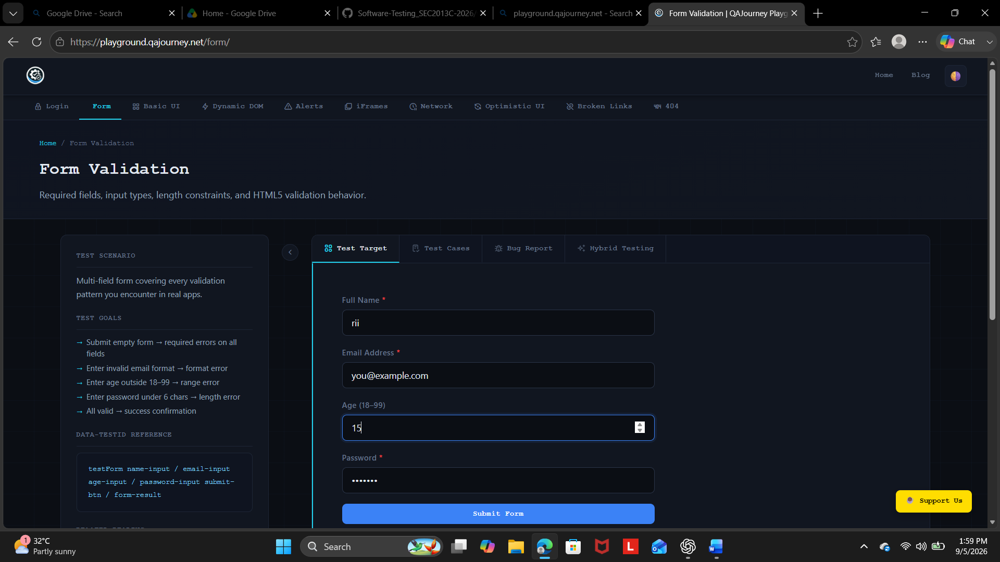 Google Drive - Search
Home - Google Drive
Software-Testing_SEC2013C-2026/
playground.qajourney.net - Search
Form Validation | QAJourney Playg
https://playground.qajourney.net/form/
Chat
Home
Blog
Login
Form
Basic UI
Dynamic DOM
Alerts
iFrames
Network
Optimistic UI
Broken Links
404 404
Home / Form Validation
Form Validation
Required fields, input types, length constraints, and HTML5 validation behavior.
TEST SCENARIO
Multi-field form covering every validation
pattern you encounter in real apps.
TEST GOALS
→ Submit empty form → required errors on all
fields
→ Enter invalid email format → format error
→ Enter age outside 18–99 → range error
→ Enter password under 6 chars → length error
→ All valid → success confirmation
DATA-TESTID REFERENCE
testForm name-input / email-input
age-input / password-input submit-
btn / form-result
Test Target
Test Cases
Bug Report
Hybrid Testing
Full Name *
rii
Email Address *
you@example.com
Age (18–99)
15
Password *
•••••••
Submit Form
Support Us
1
32°C
Partly sunny
Search
L
W
1:59 PM
9/5/2026